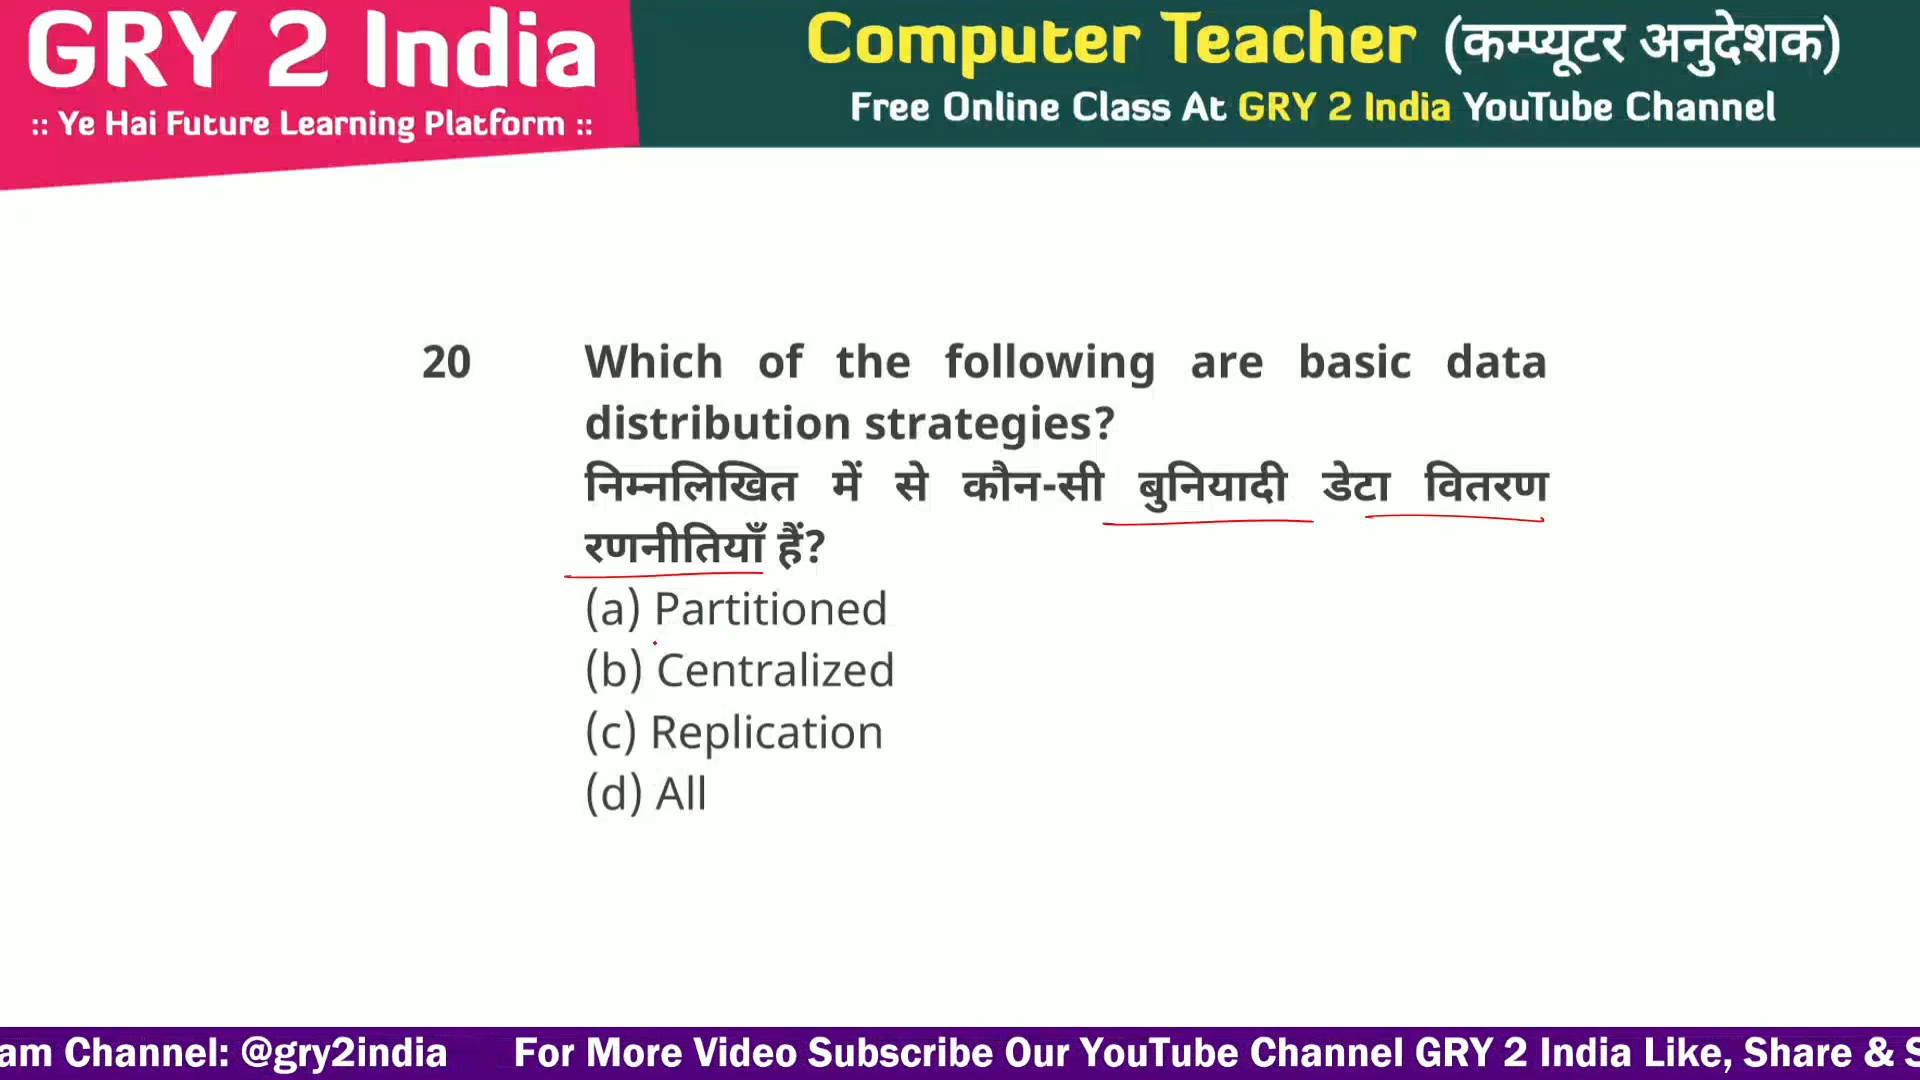 GRY 2 India
:: Ye Hai Future Learning Platform ::
Computer Teacher (कम्प्यूटर अनुदेशक)
Free Online Class At GRY 2 India YouTube Channel
20 Which of the following are basic data
distribution strategies?
निम्नलिखित में से कौन-सी बुनियादी डेटा वितरण
रणनीतियाँ हैं?
(a) Partitioned
(b) Centralized
(c) Replication
(d) All
am Channel: @gry2india For More Video Subscribe Our YouTube Channel GRY 2 India Like, Share & S